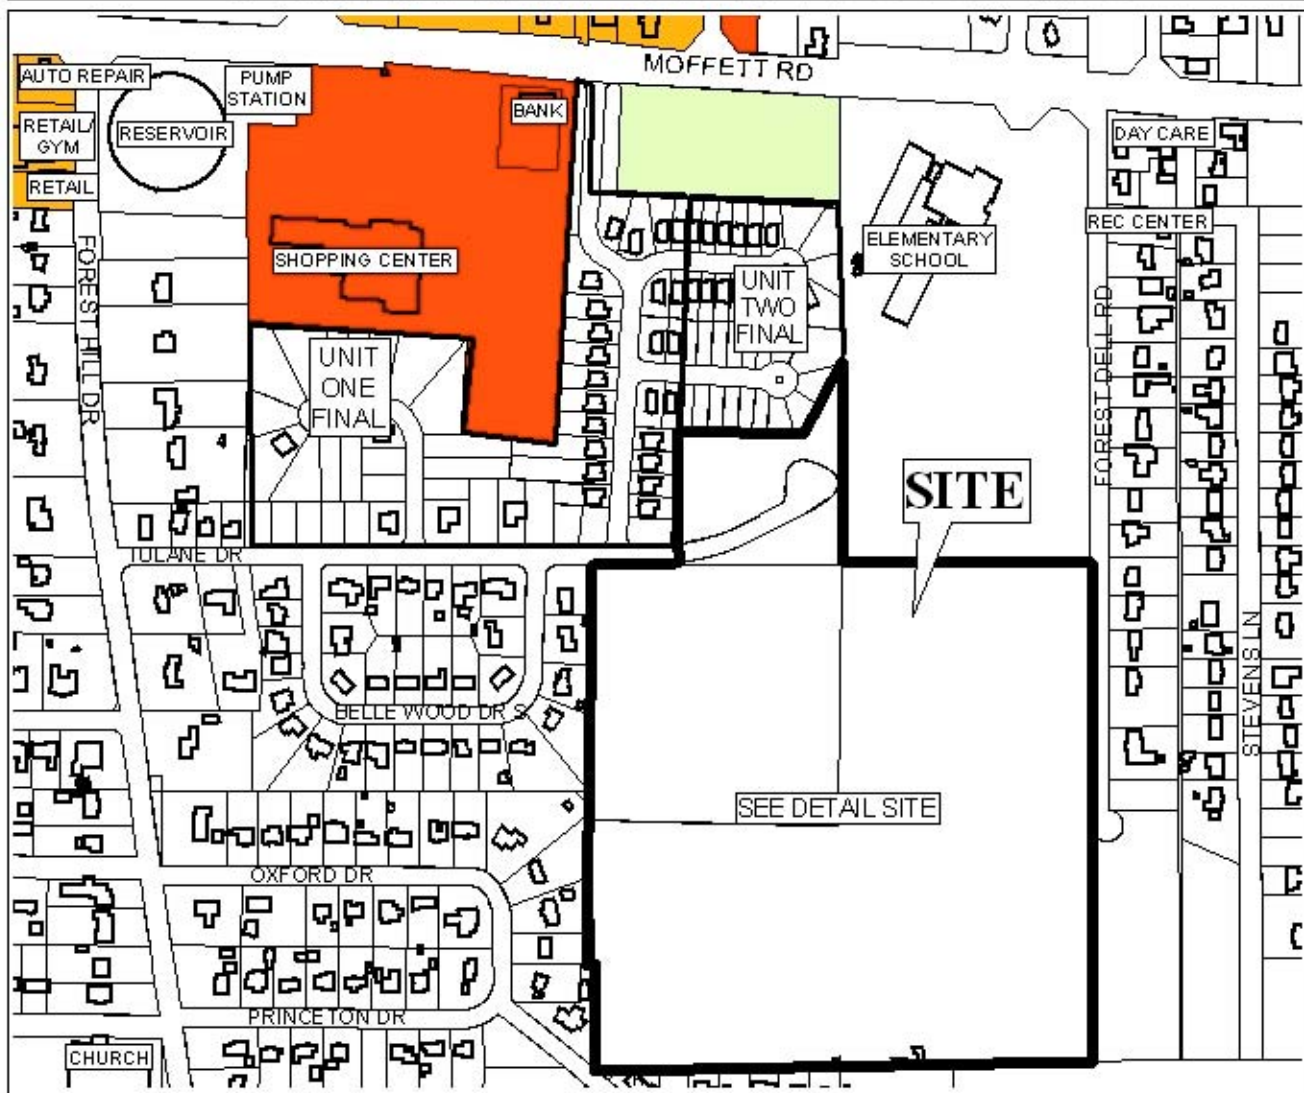 MOFFETT RD
AUTO REPAIR
PUMP
STATION
BANK
RETAIL/
GYM
RESERVOIR
DAY CARE
RETAIL
REC CENTER
ELEMENTARY
SCHOOL
SHOPPING CENTER
FOREST HILL DR
UNIT
TWO
FINAL
UNIT
ONE
FINAL
FOREST DELL RD
SITE
TULANE DR
STEVENS LN
BELLE WOOD DR S
SEE DETAIL SITE
OXFORD DR
PRINCETON DR
CHURCH